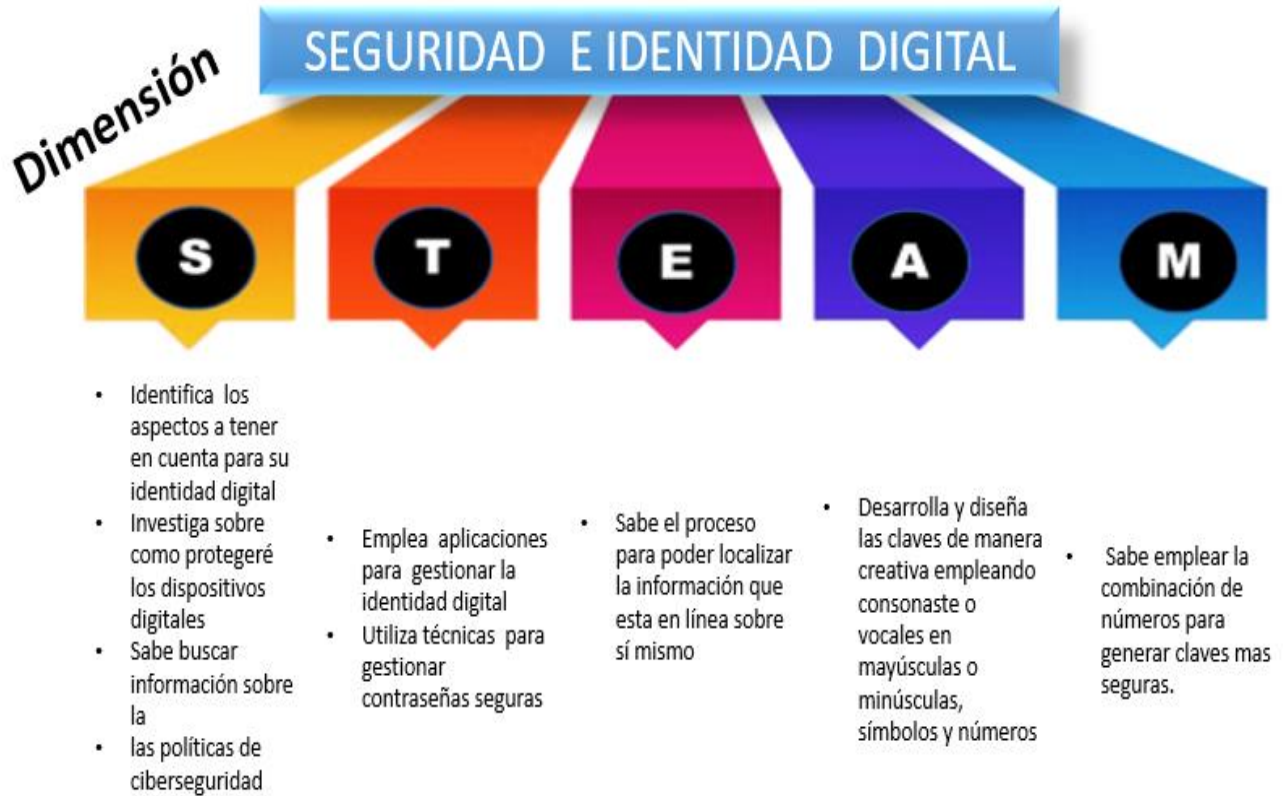 Dimensión
SEGURIDAD E IDENTIDAD DIGITAL
S
T
E
A
M
• Identifica los
aspectos a tener
en cuenta para su
identidad digital
• Investiga sobre
como protegeré
los dispositivos
digitales
• Sabe buscar
información sobre
la
• las políticas de
ciberseguridad
• Emplea aplicaciones
para gestionar la
identidad digital
• Utiliza técnicas para
gestionar
contraseñas seguras
• Sabe el proceso
para poder localizar
la información que
esta en línea sobre
sí mismo
• Desarrolla y diseña
las claves de manera
creativa empleando
consonaste o
vocales en
mayúsculas o
minúsculas,
símbolos y números
• Sabe emplear la
combinación de
números para
generar claves mas
seguras.